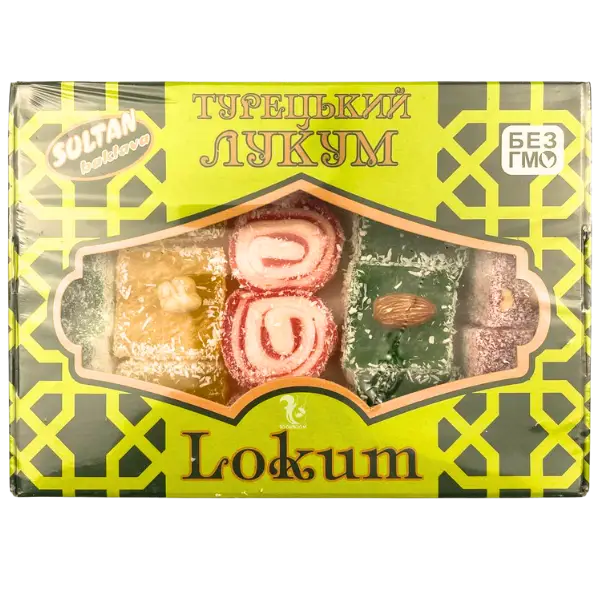 SULTAN
baklava
ТУРЕЦЬКИЙ
ЛУКУМ
БЕЗ
ГМО
Lokum